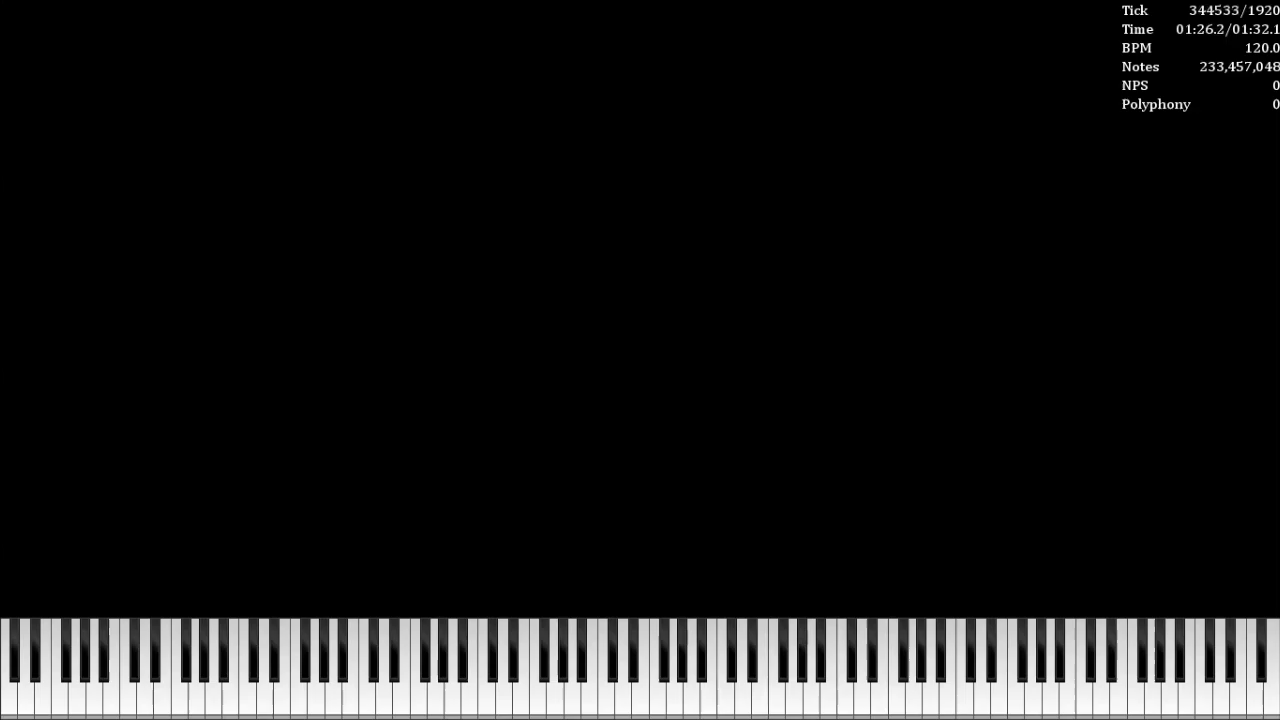 Tick 344533/1920
Time 01:26.2/01:32.1
BPM 120.0
Notes 233,457,048
NPS 0
Polyphony 0